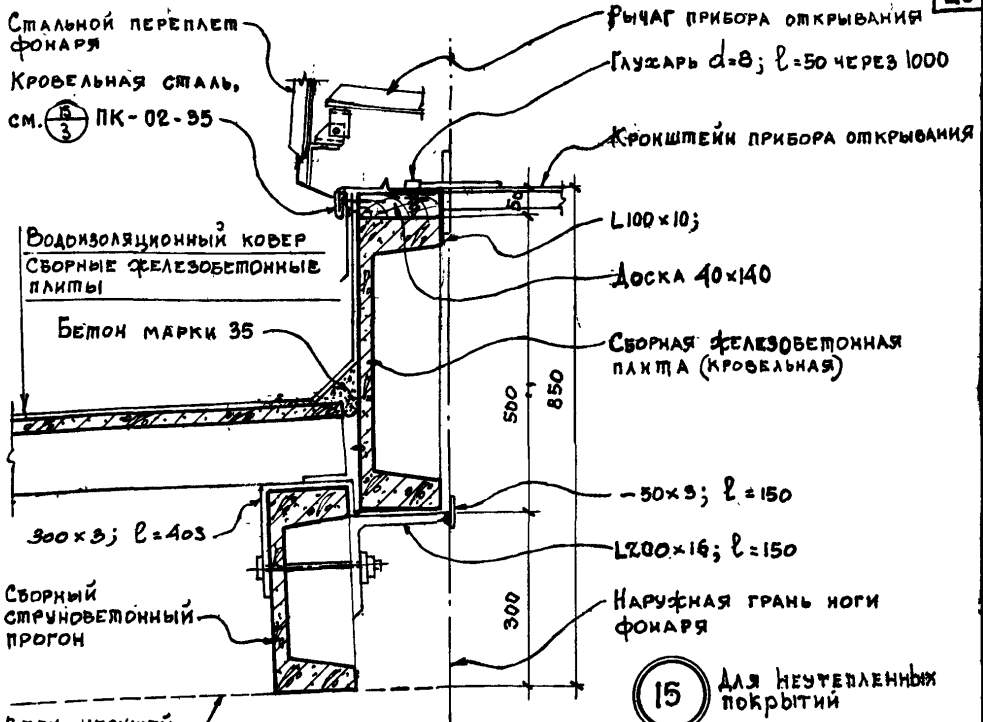 Стальной переплет
фонаря
Кровельная сталь,
см. 15/3 ПК-02-35
Рычаг прибора открывания
Глухарь d=8; l=50 через 1000
Кронштейн прибора открывания
L100×10;
Доска 40×140
Водоизоляционный ковер
Сборные железобетонные
плиты
Бетон марки 35
Сборная железобетонная
плита (кровельная)
50
500
850
300
300×3; l=403
-50×3; l=150
L200×16; l=150
Сборный
струнобетонный
прогон
Наружная грань ноги
фонаря
15
Для неутепленных
покрытий